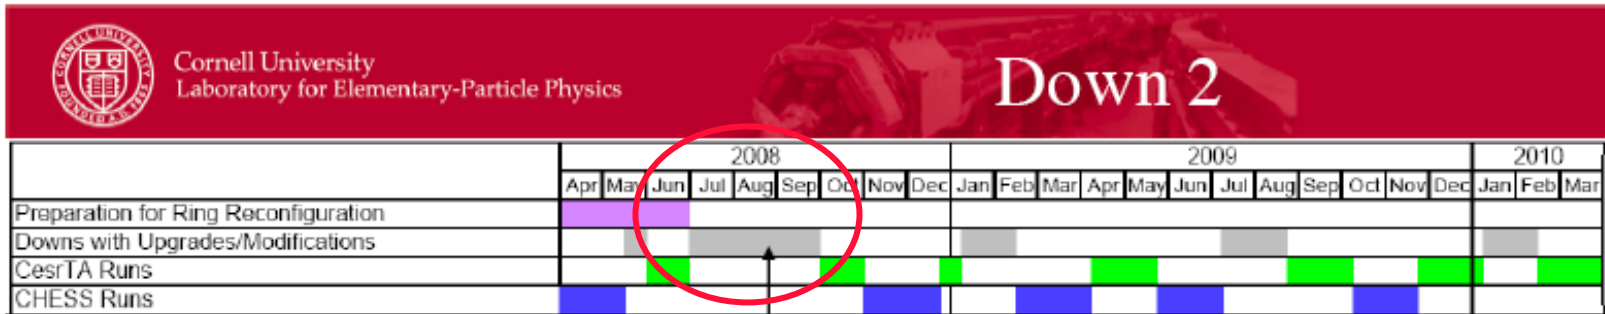 Cornell University
Laboratory for Elementary-Particle Physics
Down 2
2008 2009 2010
Apr May Jun Jul Aug Sep Oct Nov Dec Jan Feb Mar Apr May Jun Jul Aug Sep Oct Nov Dec Jan Feb Mar
Preparation for Ring Reconfiguration
Downs with Upgrades/Modifications
CesrTA Runs
CHESS Runs